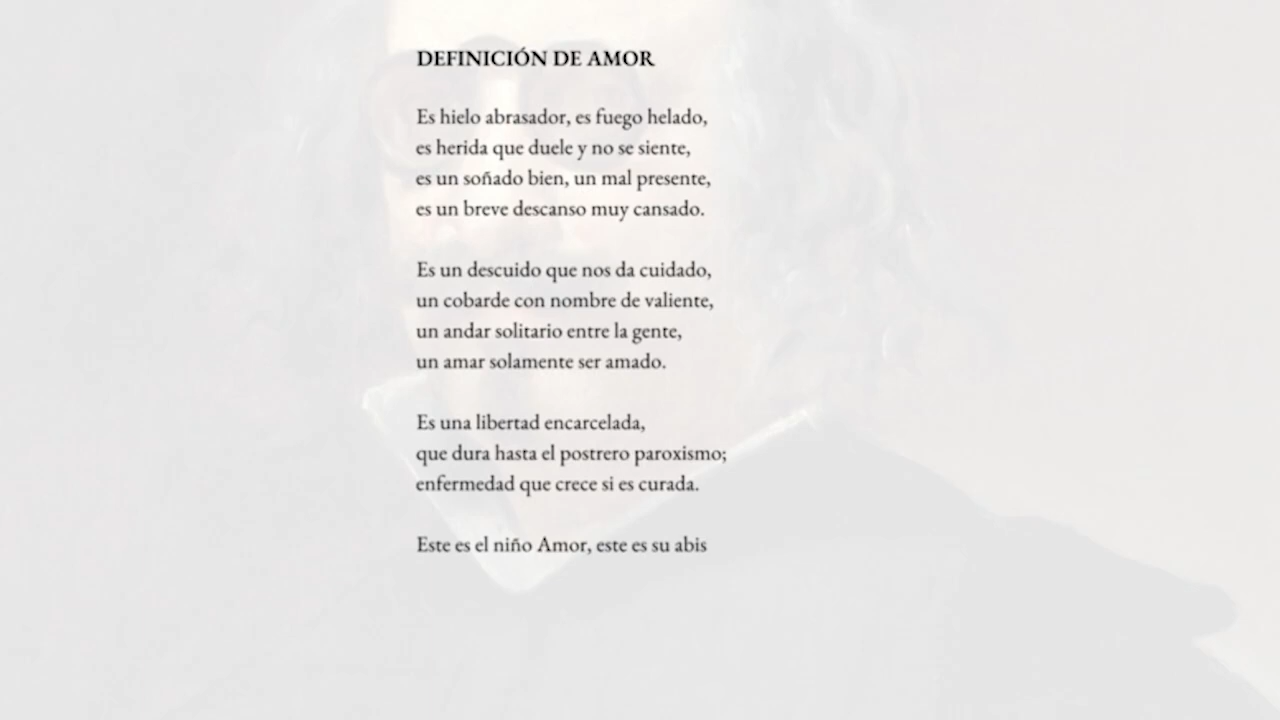 DEFINICIÓN DE AMOR
Es hielo abrasador, es fuego helado,
es herida que duele y no se siente,
es un soñado bien, un mal presente,
es un breve descanso muy cansado.
Es un descuido que nos da cuidado,
un cobarde con nombre de valiente,
un andar solitario entre la gente,
un amar solamente ser amado.
Es una libertad encarcelada,
que dura hasta el postrero paroxismo;
enfermedad que crece si es curada.
Este es el niño Amor, este es su abis